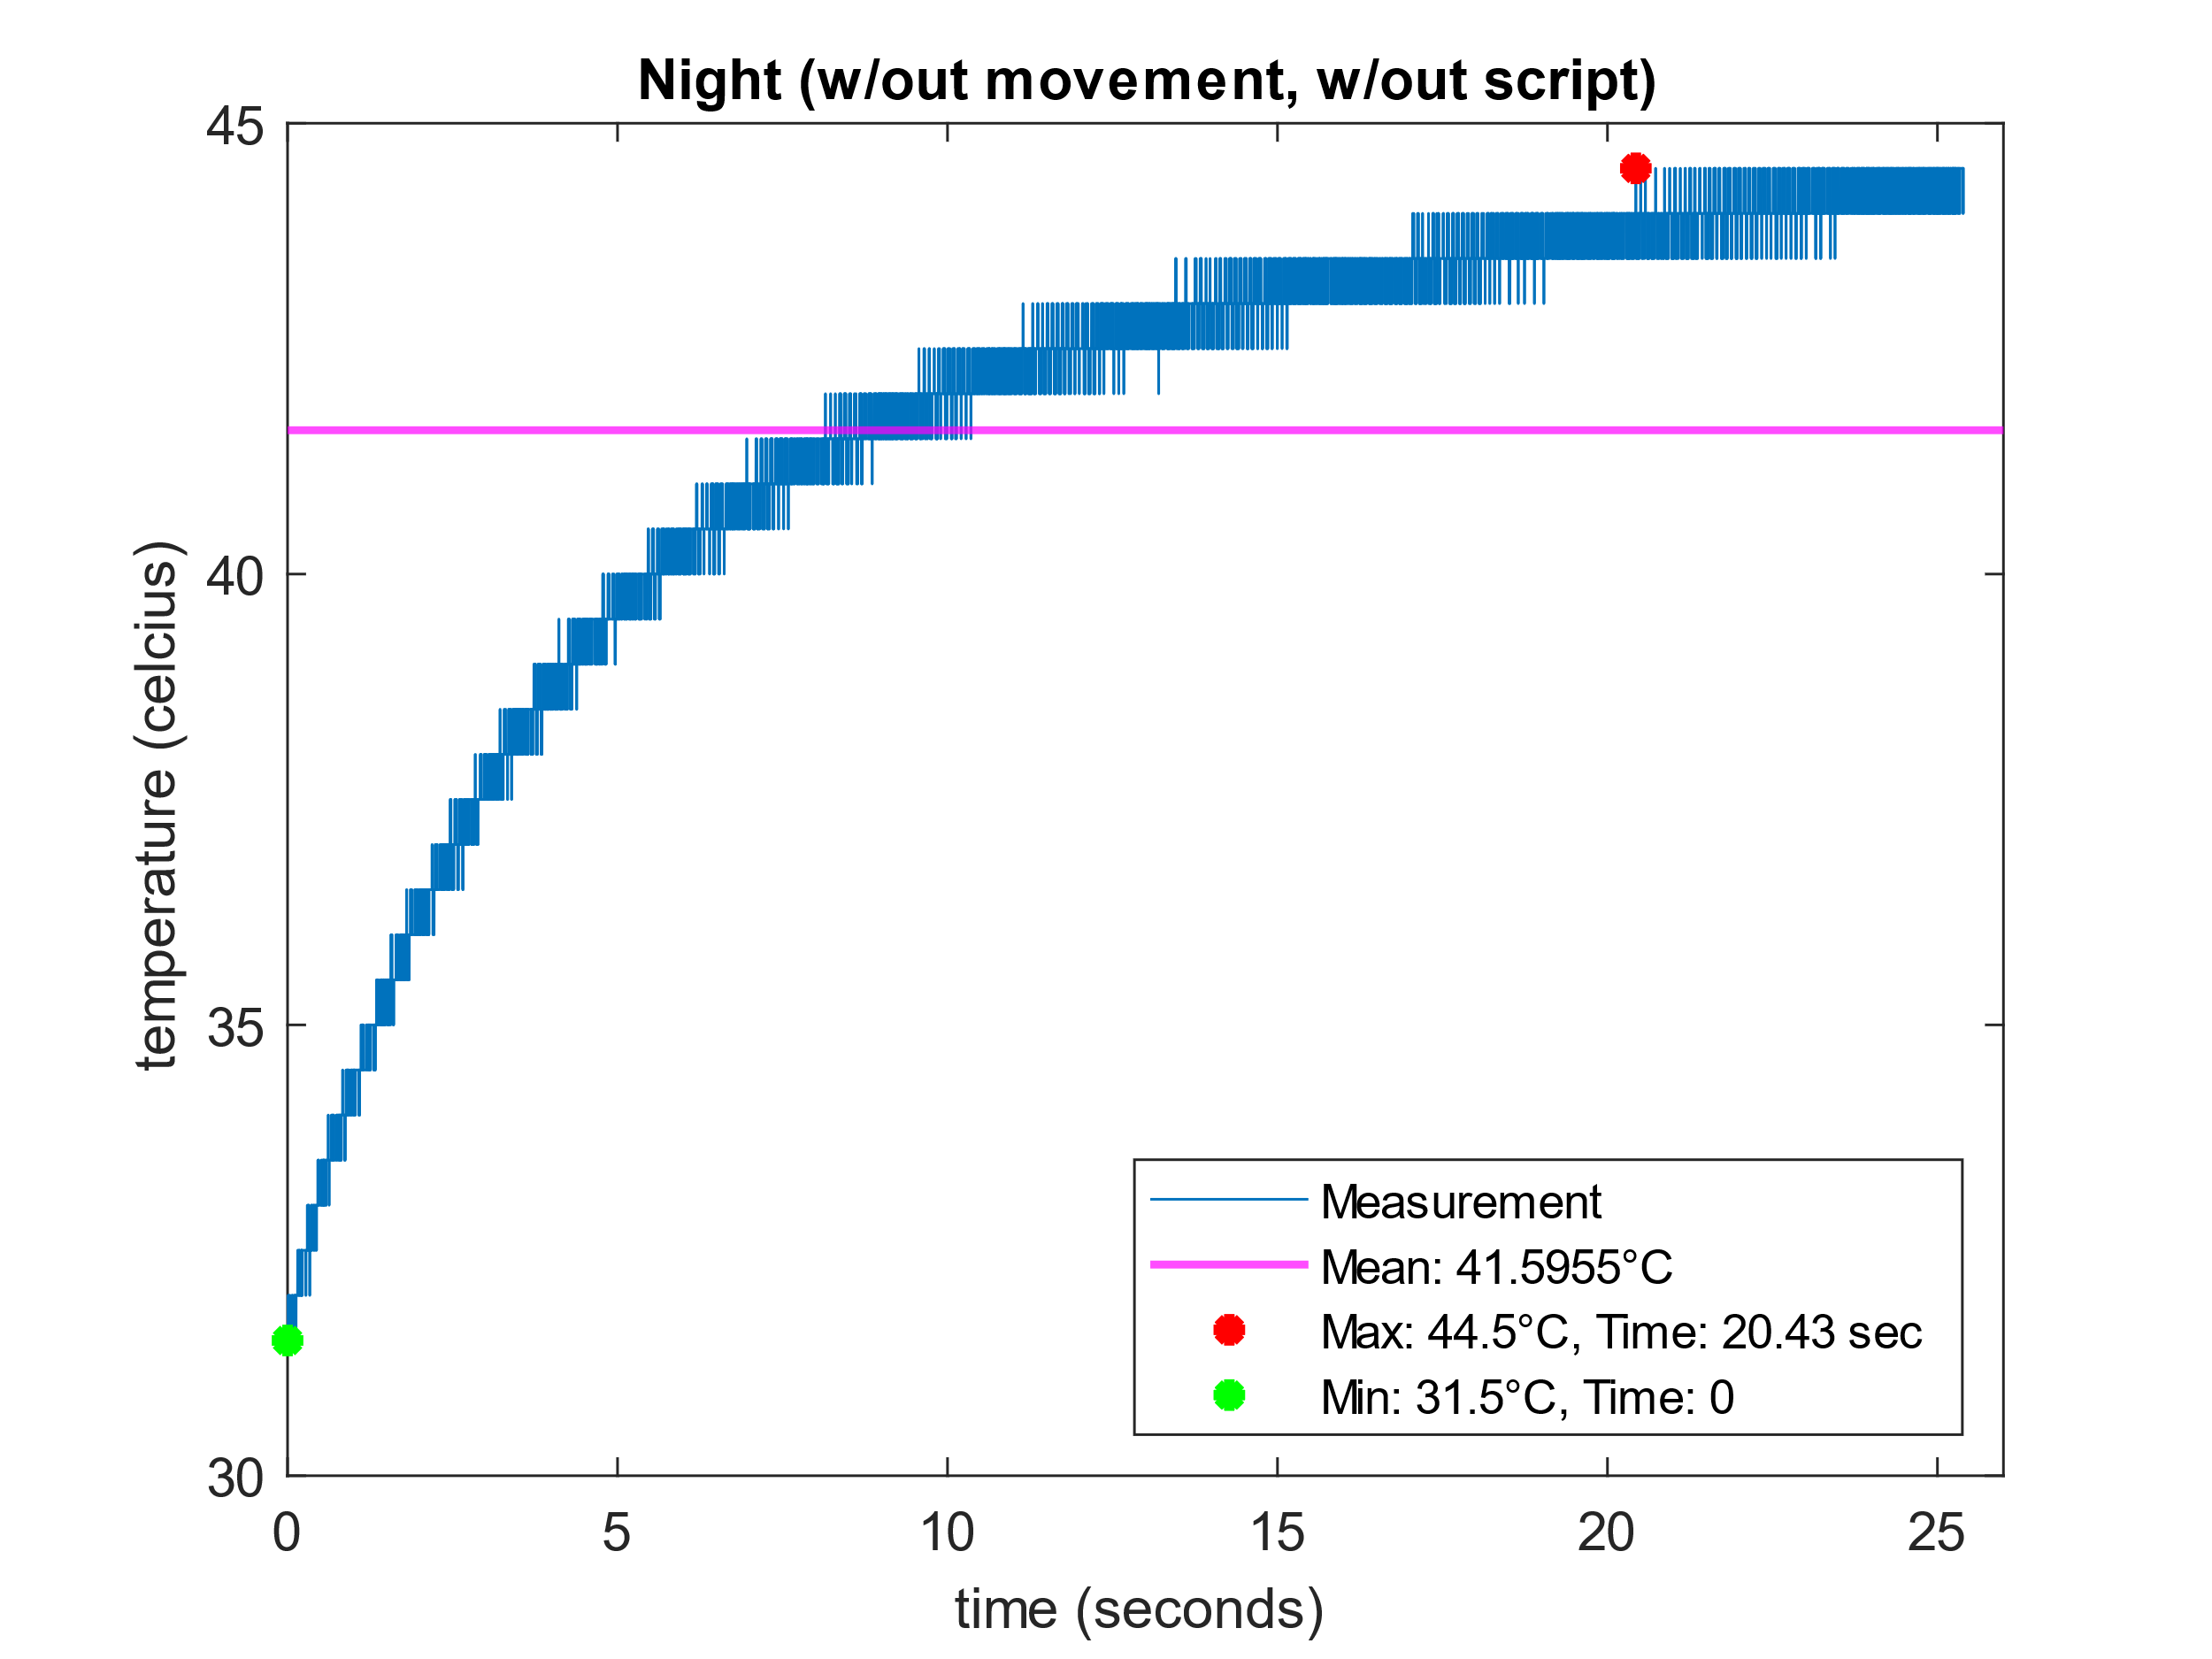 Night (w/out movement, w/out script)
45
40
35
30
temperature (celcius)
Measurement
Mean: 41.5955°C
Max: 44.5°C, Time: 20.43 sec
Min: 31.5°C, Time: 0
0 5 10 15 20 25
time (seconds)